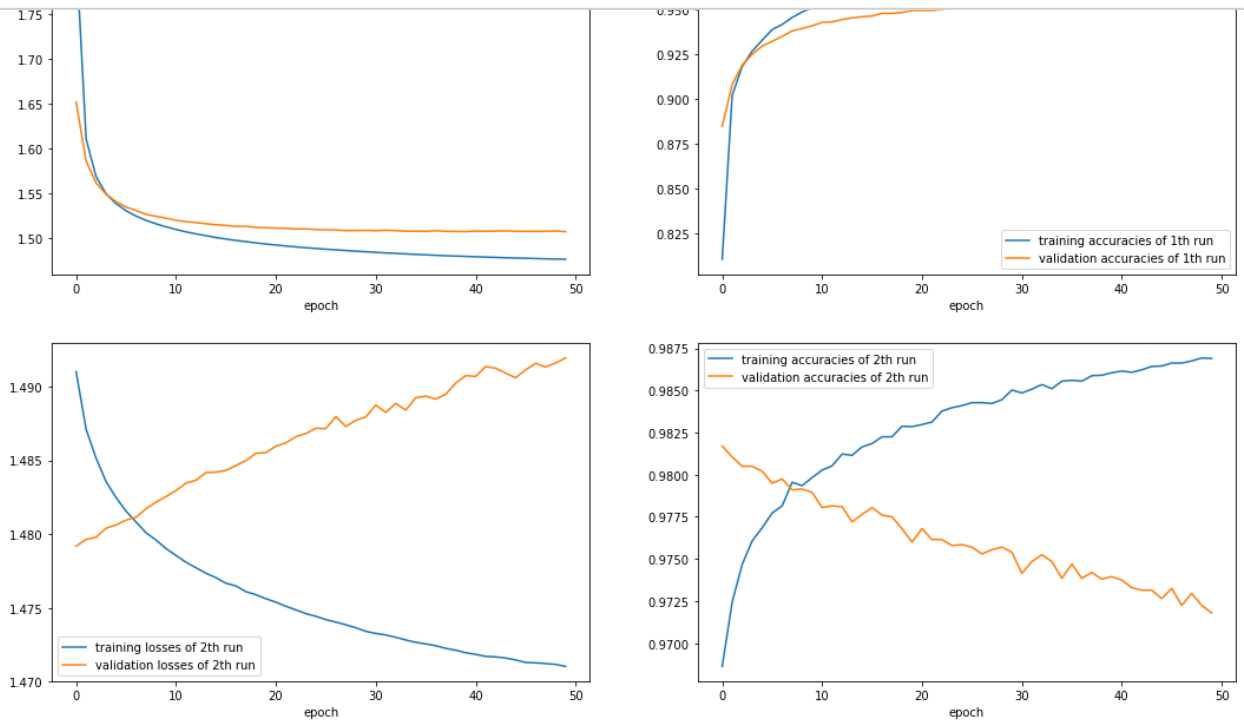 1.75
1.70
1.65
1.60
1.55
1.50
0 10 20 30 40 50
epoch
0.950
0.925
0.900
0.875
0.850
0.825
training accuracies of 1th run
validation accuracies of 1th run
0 10 20 30 40 50
epoch
1.490
1.485
1.480
1.475
1.470
training losses of 2th run
validation losses of 2th run
0 10 20 30 40 50
epoch
0.9875
0.9850
0.9825
0.9800
0.9775
0.9750
0.9725
0.9700
training accuracies of 2th run
validation accuracies of 2th run
0 10 20 30 40 50
epoch